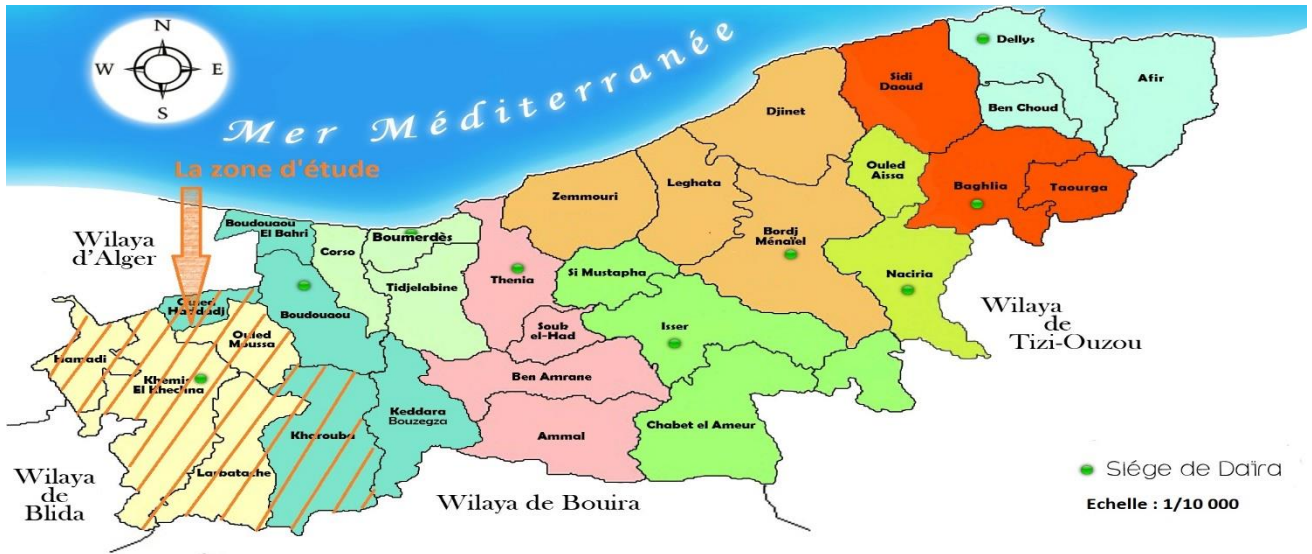 N
W
E
S
Mer Méditerranée
La zone d'étude
Wilaya
d'Alger
Boudouaou
El Bahri
Corso
Boumerdès
Tidjelabine
Boudouaou
Ouled
Haddadj
Ouled
Moussa
Hamadi
Khemis
El Khechna
Larbatache
Kharouba
Keddara
Bouzegza
Thenia
Souk
el-Had
Ben Amrane
Ammal
Zemmouri
Leghata
Djinet
Si Mustapha
Isser
Chabet el Ameur
Bordj
Ménaïel
Sidi
Daoud
Ouled
Aissa
Naciria
Baghlia
Taourga
Dellys
Ben Choud
Afir
Wilaya
de
Tizi-Ouzou
Wilaya
de
Blida
Wilaya de Bouira
Siége de Daïra
Echelle : 1/10 000